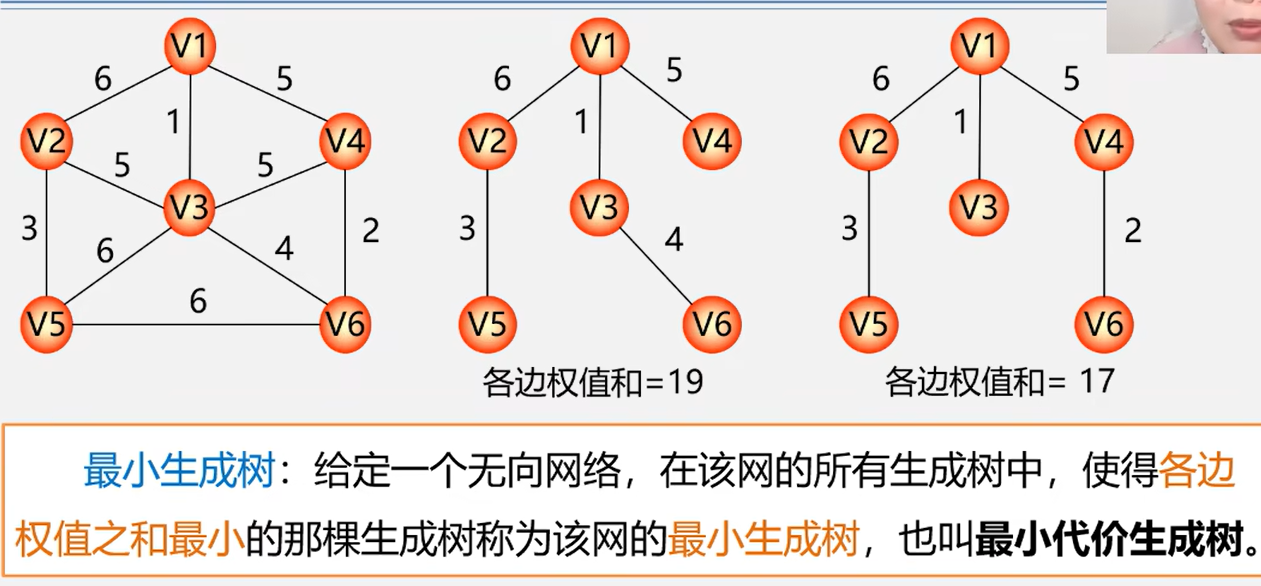 V1 V1 V1
6 5 6 5 6 5
1 1 1
V2 V4 V2 V4 V2 V4
5 5
V3 V3 V3
3 2 3 3 2
6 4 4
6
V5 V6 V5 V6 V5 V6
各边权值和=19 各边权值和= 17
最小生成树：给定一个无向网络，在该网的所有生成树中，使得各边
权值之和最小的那棵生成树称为该网的最小生成树，也叫最小代价生成树。